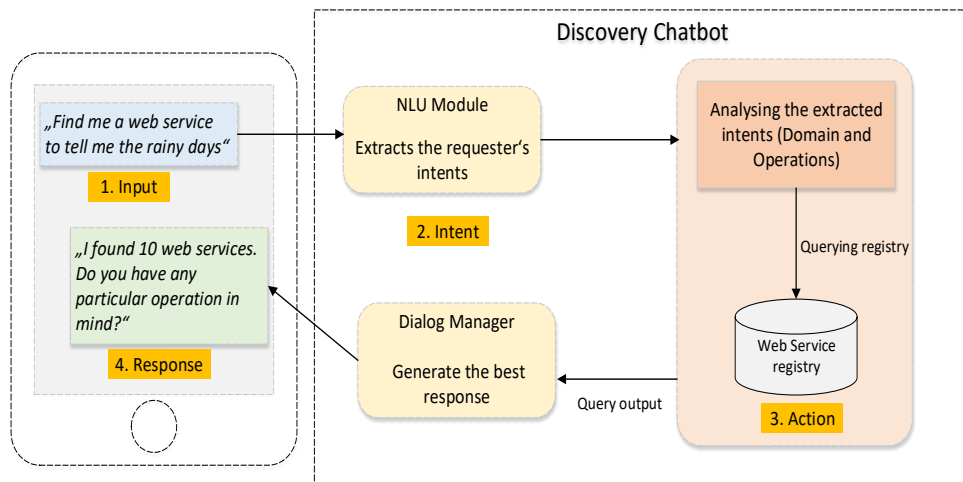 Discovery Chatbot
„Find me a web service
to tell me the rainy days“
1. Input
NLU Module
Extracts the requester‘s
intents
2. Intent
Analysing the extracted
intents (Domain and
Operations)
Querying registry
Web Service
registry
3. Action
Query output
Dialog Manager
Generate the best
response
„I found 10 web services.
Do you have any
particular operation in
mind?“
4. Response